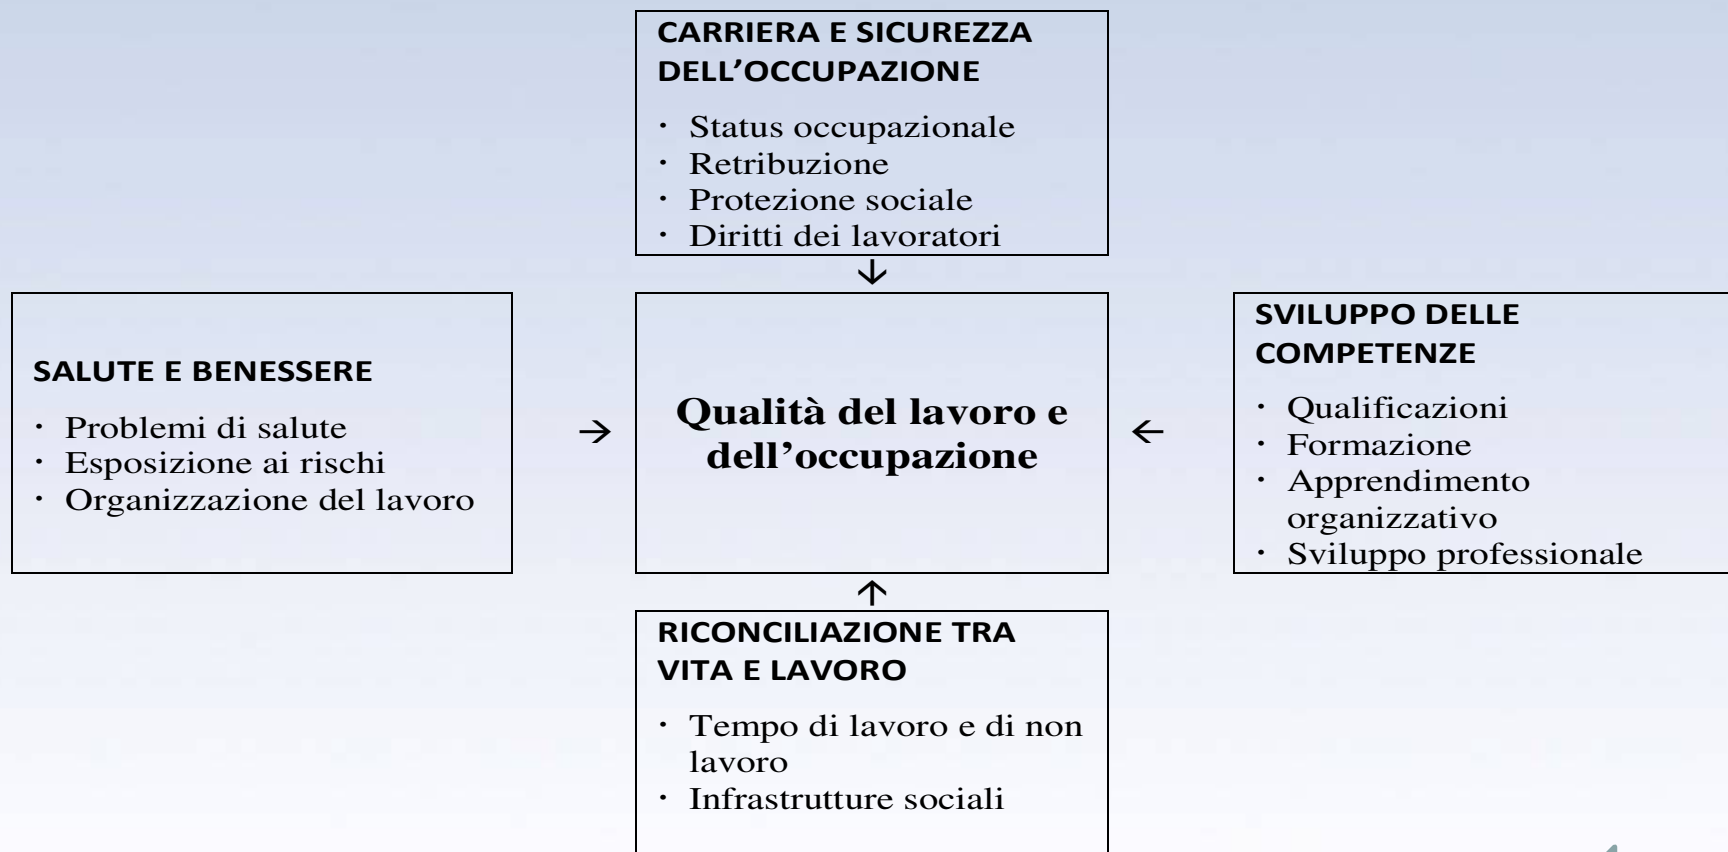 CARRIERA E SICUREZZA
DELL’OCCUPAZIONE
· Status occupazionale
· Retribuzione
· Protezione sociale
· Diritti dei lavoratori
↓
SALUTE E BENESSERE
· Problemi di salute
· Esposizione ai rischi
· Organizzazione del lavoro
→
Qualità del lavoro e
dell’occupazione
←
SVILUPPO DELLE
COMPETENZE
· Qualificazioni
· Formazione
· Apprendimento
organizzativo
· Sviluppo professionale
↑
RICONCILIAZIONE TRA
VITA E LAVORO
· Tempo di lavoro e di non
lavoro
· Infrastrutture sociali